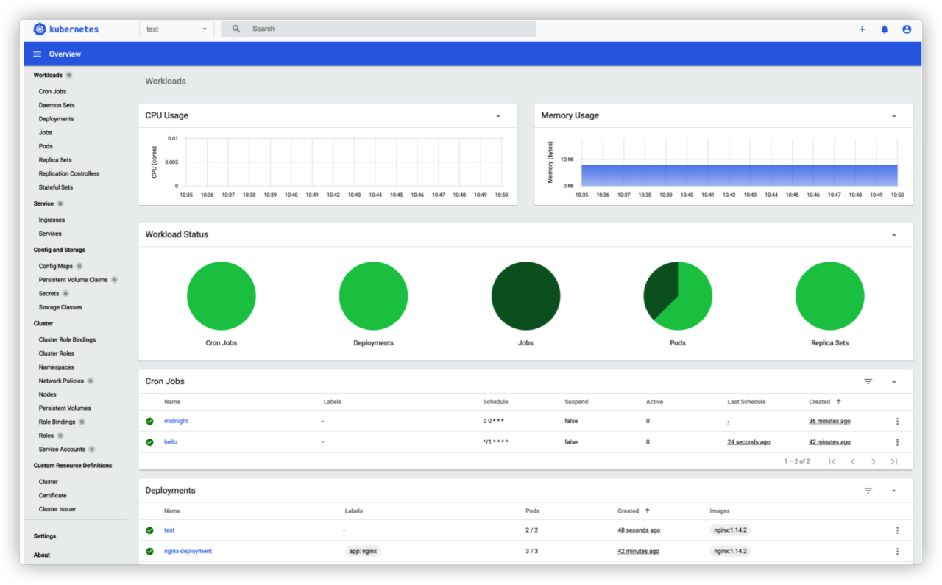 kubernetes
test
Search
Overview
Workloads N
Cron Jobs
Daemon Sets
Deployments
Jobs
Pods
Replica Sets
Replication Controllers
Stateful Sets
Service N
Ingresses
Services
Config and Storage
Config Maps N
Persistent Volume Claims N
Secrets N
Storage Classes
Cluster
Cluster Role Bindings
Cluster Roles
Namespaces
Network Policies N
Nodes
Persistent Volumes
Role Bindings N
Roles N
Service Accounts
Custom Resource Definitions
Cluster
Certificate
Cluster Issuer
Settings
About
Workloads
CPU Usage
CPU (cores)
0.01
0.005
0
10:35 10:36 10:37 10:38 10:39 10:40 10:41 10:42 10:43 10:44 10:45 10:46 10:47 10:48 10:49 10:50
Memory Usage
Memory (bytes)
10 Mi
0 Mi
10:35 10:36 10:37 10:38 10:39 10:40 10:41 10:42 10:43 10:44 10:45 10:46 10:47 10:48 10:49 10:50
Workload Status
Cron Jobs Deployments Jobs Pods Replica Sets
Cron Jobs
Name Labels Schedule Suspend Active Last Schedule Created
midnight - 0 0 * * * false 0 - 36 minutes ago
hello - */1 * * * * false 0 24 seconds ago 42 minutes ago
1 – 2 of 2
Deployments
Name Labels Pods Created Images
test - 2 / 2 48 seconds ago nginx:1.14.2
nginx-deployment app: nginx 3 / 3 42 minutes ago nginx:1.14.2